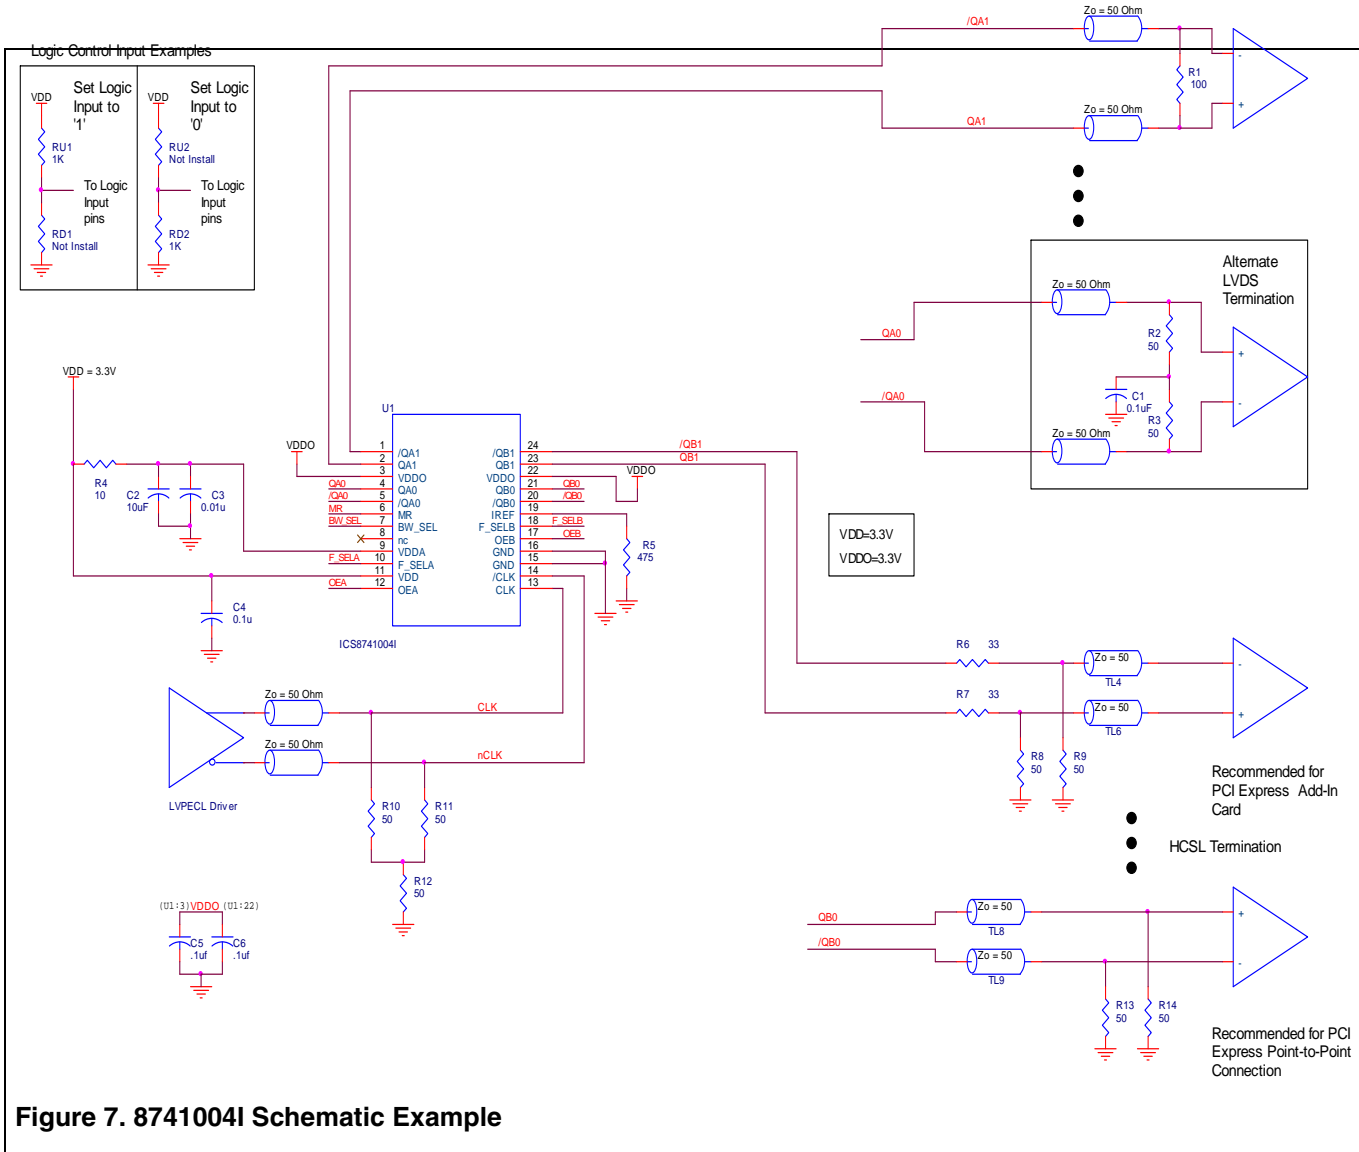 Logic Control Input Examples
Set Logic
Input to
'1'
VDD
RU1
1K
To Logic
Input
pins
RD1
Not Install
Set Logic
Input to
'0'
VDD
RU2
Not Install
To Logic
Input
pins
RD2
1K
/QA1
Zo = 50 Ohm
R1
100
-
+
QA1
Zo = 50 Ohm
Alternate
LVDS
Termination
QA0
Zo = 50 Ohm
R2
50
C1
0.1uF
R3
50
+
-
/QA0
Zo = 50 Ohm
VDD = 3.3V
R4
10
C2
10uF
C3
0.01u
C4
0.1u
U1
VDDO
1 /QA1
2 QA1
3 VDDO
QA0 4 QA0
/QA0 5 /QA0
MR 6 MR
BW_SEL 7 BW_SEL
8 nc
9 VDDA
F_SELA 10 F_SELA
11 VDD
OEA 12 OEA
/QB1 24 /QB1
QB1 23 QB1
VDDO 22 VDDO
QB0 21 QB0
/QB0 20 /QB0
IREF 19
F_SELB 18 F_SELB
OEB 17 OEB
GND 16
GND 15
/CLK 14
CLK 13
ICS8741004I
R5
475
VDD=3.3V
VDDO=3.3V
R6 33
Zo = 50
TL4
R7 33
Zo = 50
TL6
-
+
R8
50
R9
50
Recommended for
PCI Express Add-In
Card
HCSL Termination
Zo = 50 Ohm
CLK
Zo = 50 Ohm
nCLK
LVPECL Driver
R10
50
R11
50
R12
50
(U1:3) VDDO (U1:22)
C5
.1uf
C6
.1uf
QB0
Zo = 50
TL8
/QB0
Zo = 50
TL9
+
-
R13
50
R14
50
Recommended for PCI
Express Point-to-Point
Connection
Figure 7. 8741004I Schematic Example